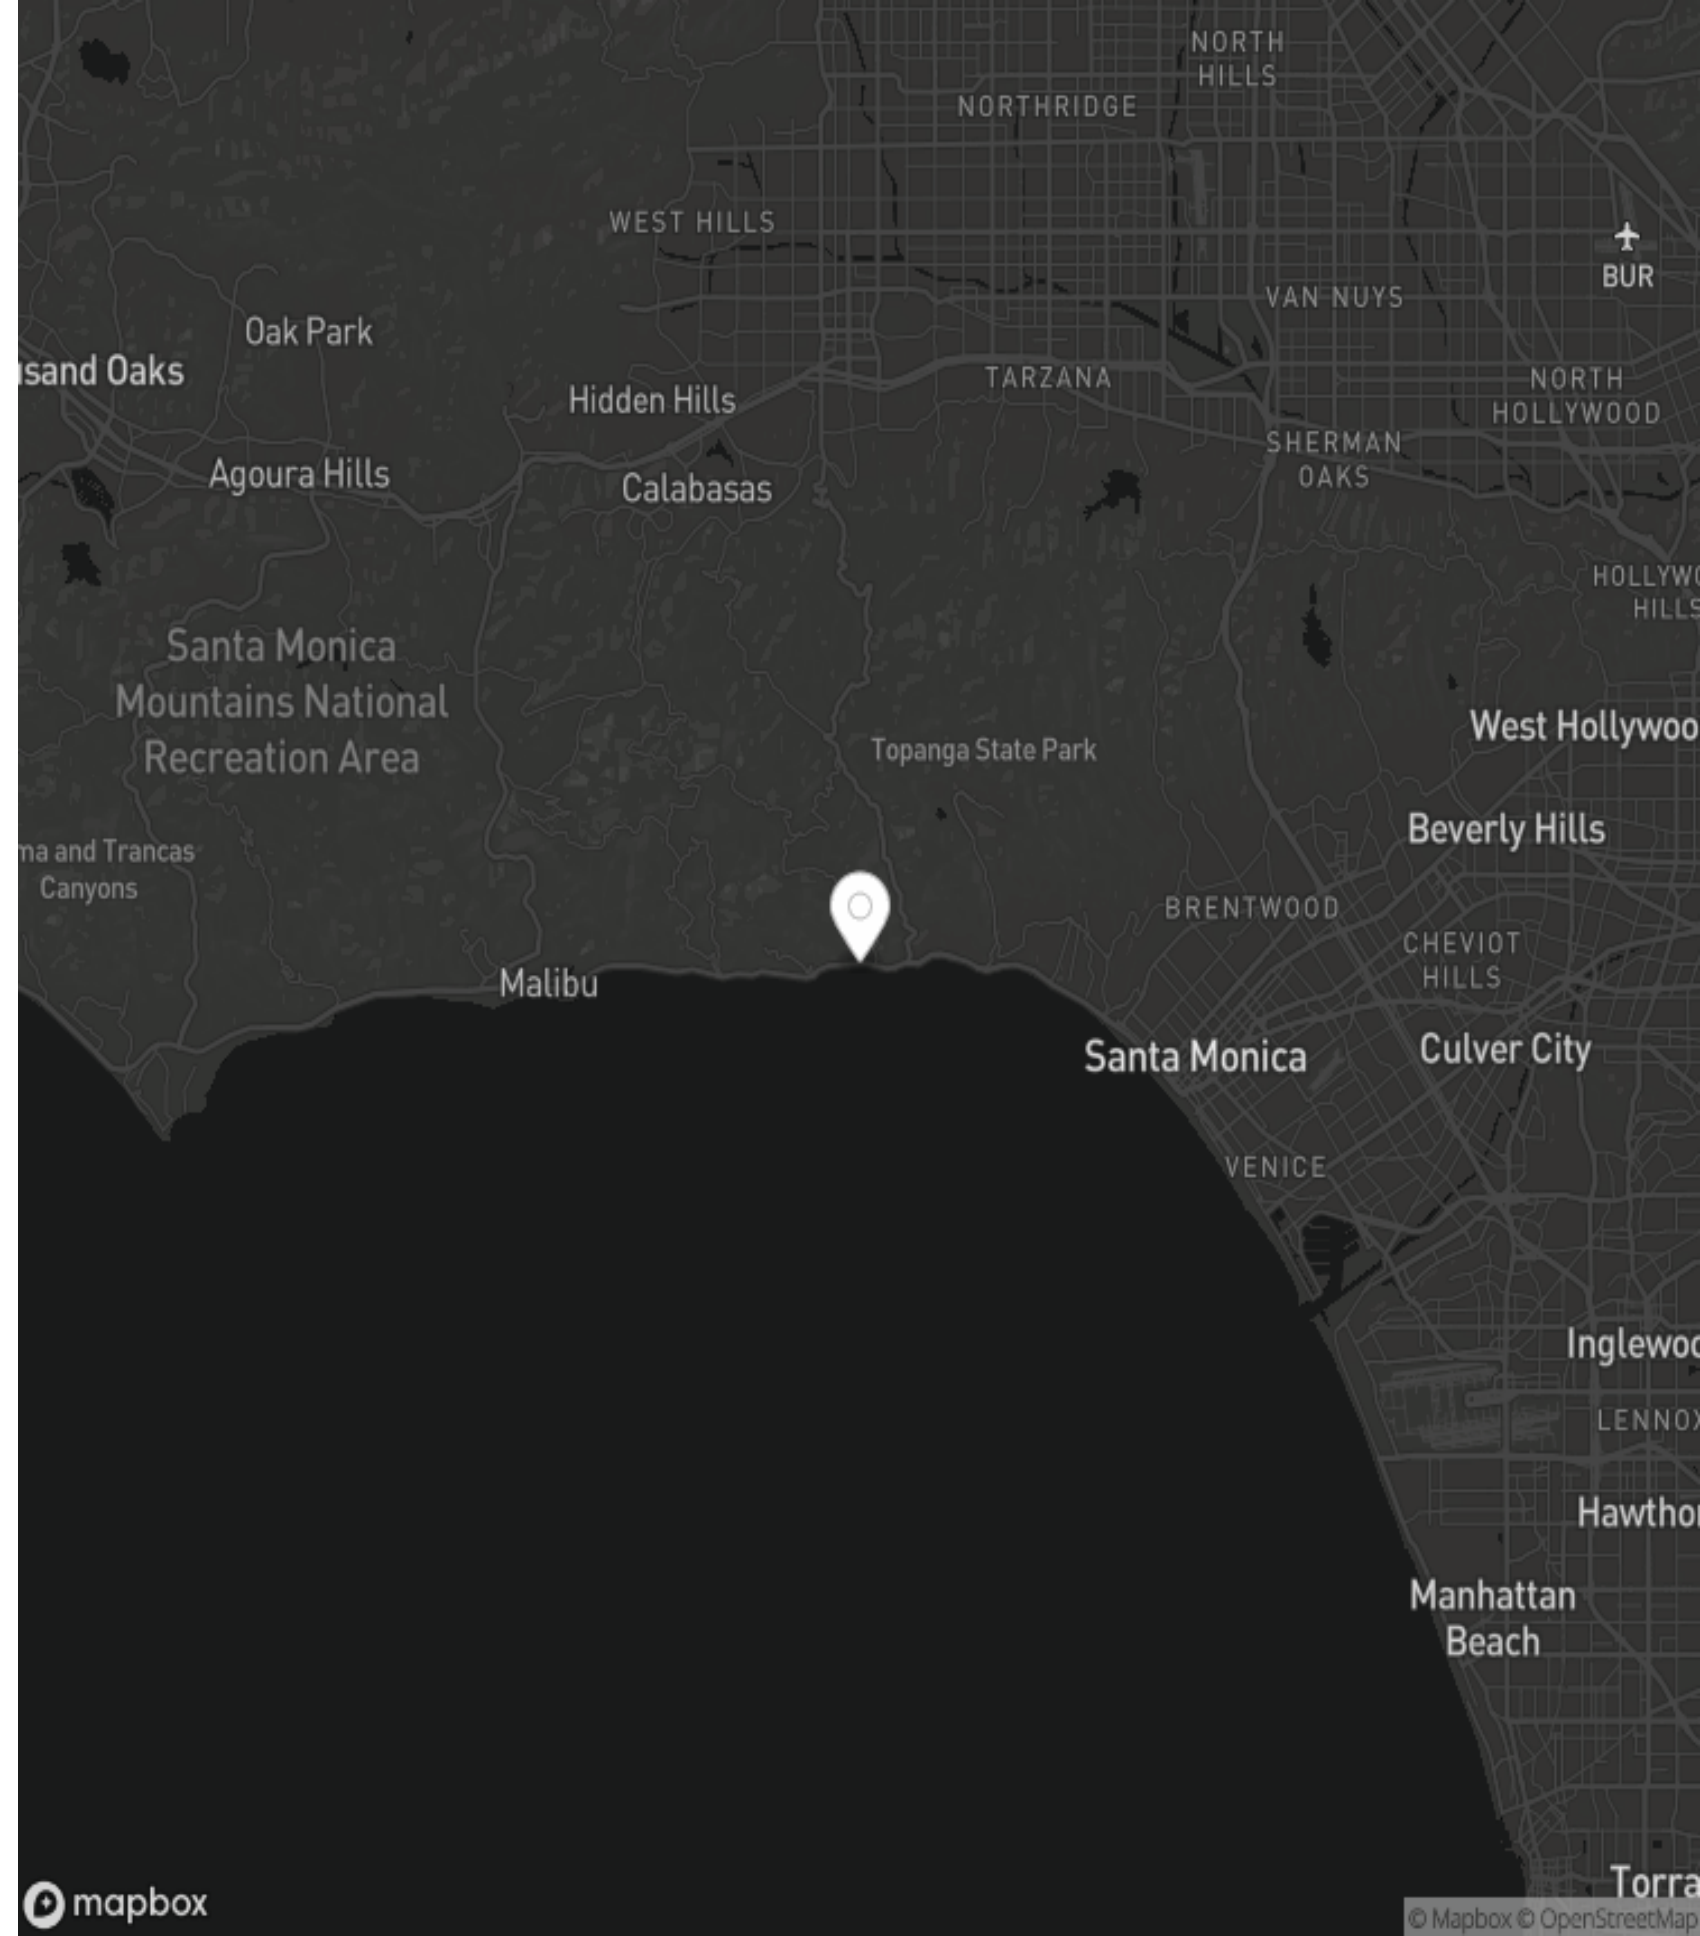 NORTH
HILLS
NORTHRIDGE
WEST HILLS
BUR
VAN NUYS
Oak Park
usand Oaks
TARZANA
NORTH
HOLLYWOOD
Hidden Hills
SHERMAN
OAKS
Agoura Hills
Calabasas
HOLLYWO
HILLS
Santa Monica
Mountains National
Recreation Area
West Hollywoo
Topanga State Park
Beverly Hills
ma and Trancas
Canyons
BRENTWOOD
CHEVIOT
HILLS
Malibu
Santa Monica
Culver City
VENICE
Inglewoo
LENNOX
Hawthor
Manhattan
Beach
Torra
mapbox
© Mapbox © OpenStreetMap